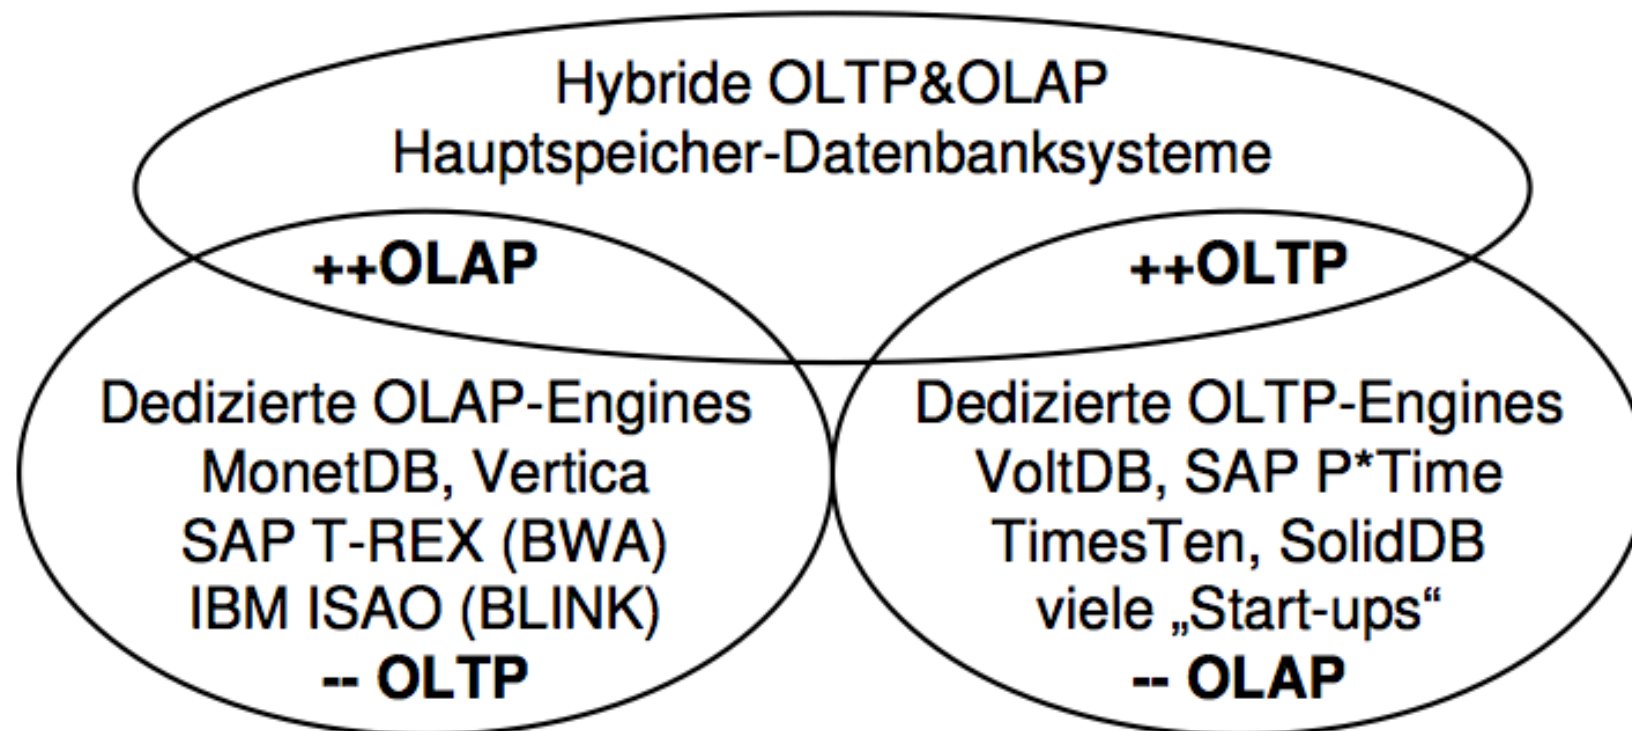 Hybride OLTP&OLAP
Hauptspeicher-Datenbanksysteme
++OLAP
++OLTP
Dedizierte OLAP-Engines
MonetDB, Vertica
SAP T-REX (BWA)
IBM ISAO (BLINK)
-- OLTP
Dedizierte OLTP-Engines
VoltDB, SAP P*Time
TimesTen, SolidDB
viele „Start-ups“
-- OLAP